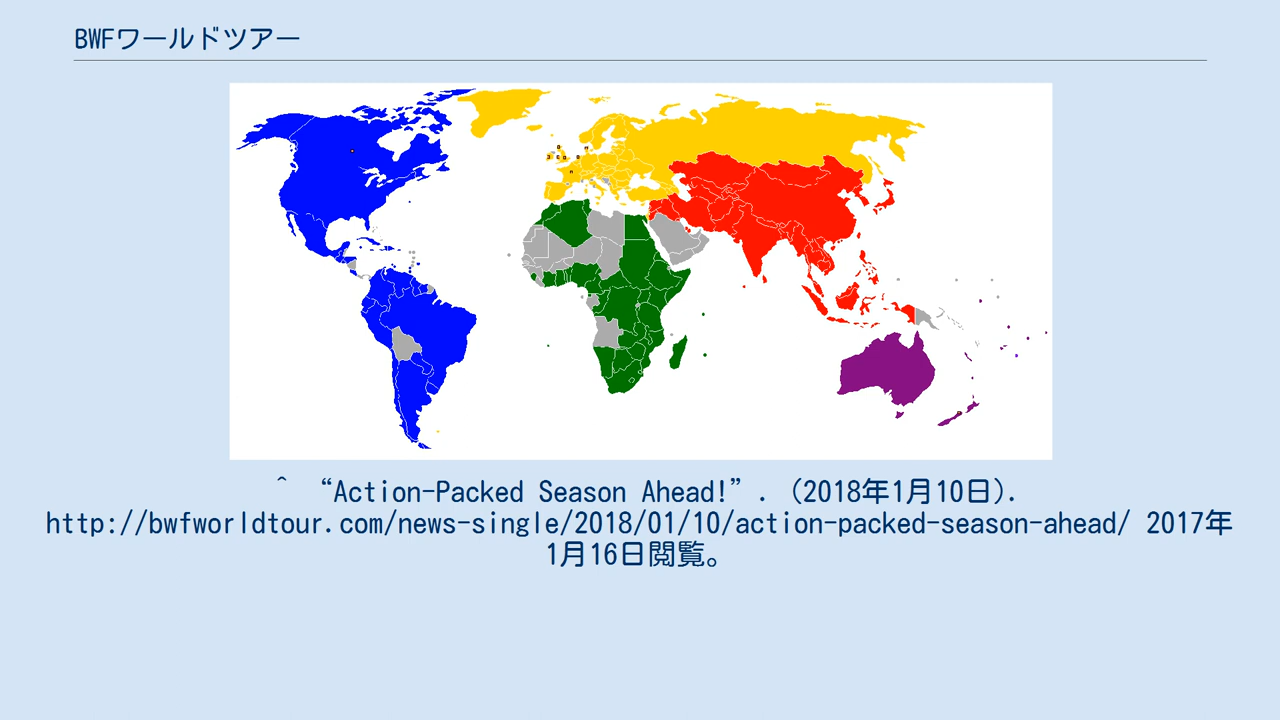 BWFワールドツアー
^ “Action-Packed Season Ahead!”. (2018年1月10日).
http://bwfworldtour.com/news-single/2018/01/10/action-packed-season-ahead/ 2017年
1月16日閲覧。